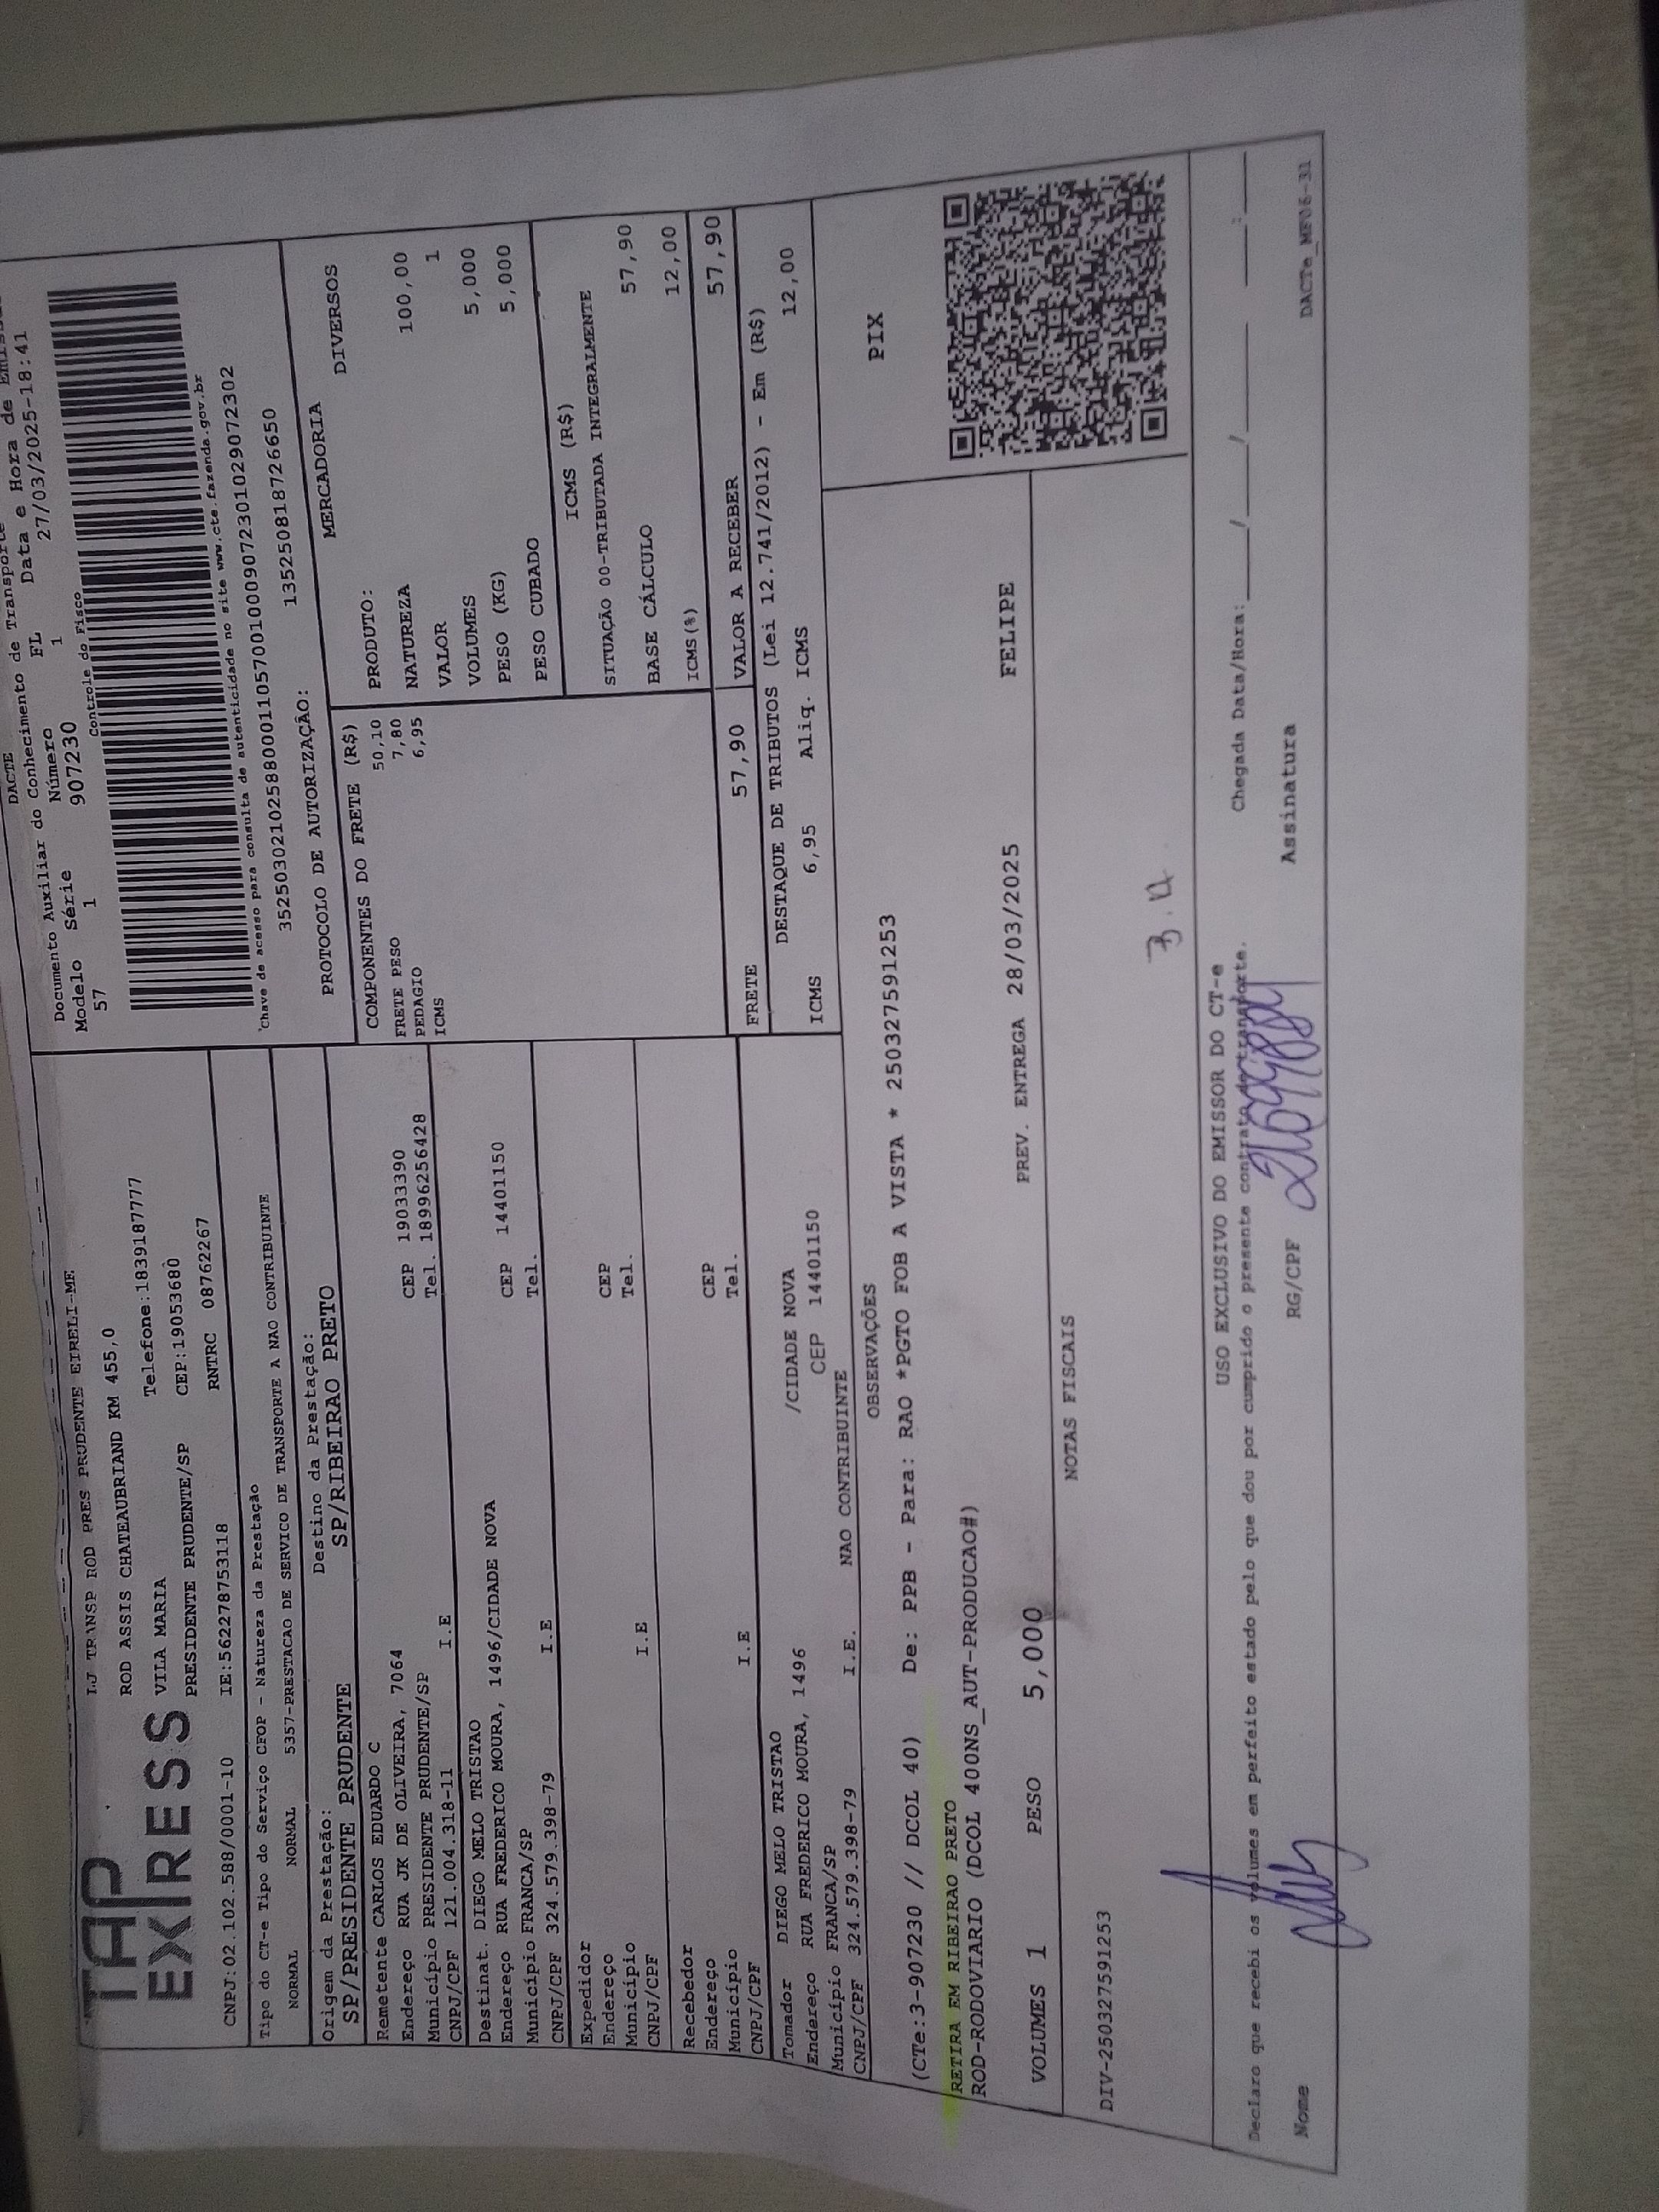 TAP
EXPRESS
LJ TRANSP ROD PRES PRUDENTE EIRELI-ME
ROD ASSIS CHATEAUBRIAND KM 455,0
VILA MARIA Telefone:1839187777
PRESIDENTE PRUDENTE/SP CEP:19053680
CNPJ:02.102.588/0001-10 IE:562278753118 RNTRC 08762267
Tipo do CT-e Tipo do Serviço CFOP - Natureza da Prestação
NORMAL NORMAL 5357-PRESTACAO DE SERVICO DE TRANSPORTE A NAO CONTRIBUINTE
Origem da Prestação: Destino da Prestação:
SP/PRESIDENTE PRUDENTE SP/RIBEIRAO PRETO
Remetente CARLOS EDUARDO C
Endereço RUA JK DE OLIVEIRA, 7064 CEP 19033390
Município PRESIDENTE PRUDENTE/SP Tel. 18996256428
CNPJ/CPF 121.004.318-11 I.E
Destinat. DIEGO MELO TRISTAO
Endereço RUA FREDERICO MOURA, 1496/CIDADE NOVA CEP 14401150
Município FRANCA/SP Tel.
CNPJ/CPF 324.579.398-79 I.E
Expedidor
Endereço CEP
Município Tel.
CNPJ/CPF I.E
Recebedor
Endereço CEP
Município Tel.
CNPJ/CPF I.E
Tomador DIEGO MELO TRISTAO /CIDADE NOVA
Endereço RUA FREDERICO MOURA, 1496 CEP 14401150
Município FRANCA/SP
CNPJ/CPF 324.579.398-79 I.E. NAO CONTRIBUINTE
DACTE
Documento Auxiliar do Conhecimento de Transporte
Modelo Série Número FL Data e Hora de
57 1 907230 1 27/03/2025-18:41
Controle do Fisco
Chave de acesso para consulta de autenticidade no site www.cte.fazenda.gov.br
35250302102588000110570010009072301029072302
PROTOCOLO DE AUTORIZAÇÃO: 135250818726650
COMPONENTES DO FRETE (R$)
FRETE PESO 50,10
PEDAGIO 7,80
ICMS 6,95
MERCADORIA
PRODUTO: DIVERSOS
NATUREZA
VALOR 100,00
VOLUMES 1
PESO (KG) 5,000
PESO CUBADO 5,000
ICMS (R$)
SITUAÇÃO 00-TRIBUTADA INTEGRALMENTE
BASE CÁLCULO 57,90
ICMS(%) 12,00
FRETE 57,90 VALOR A RECEBER 57,90
DESTAQUE DE TRIBUTOS (Lei 12.741/2012) - Em (R$)
ICMS 6,95 Aliq. ICMS 12,00
OBSERVAÇÕES
(CTe:3-907230 // DCOL 40) De: PPB - Para: RAO *PGTO FOB A VISTA * 250327591253
RETIRA EM RIBEIRAO PRETO
ROD-RODOVIARIO (DCOL 400NS_AUT-PRODUCAO#)
VOLUMES 1 PESO 5,000 PREV. ENTREGA 28/03/2025 FELIPE
PIX
NOTAS FISCAIS
DIV-250327591253
USO EXCLUSIVO DO EMISSOR DO CT-e
Declaro que recebi os volumes em perfeito estado pelo que dou por cumprido o presente contrato de transporte.
Chegada Data/Hora:____/____/____ ____:____
Nome RG/CPF Assinatura
DACTe_MF06-31